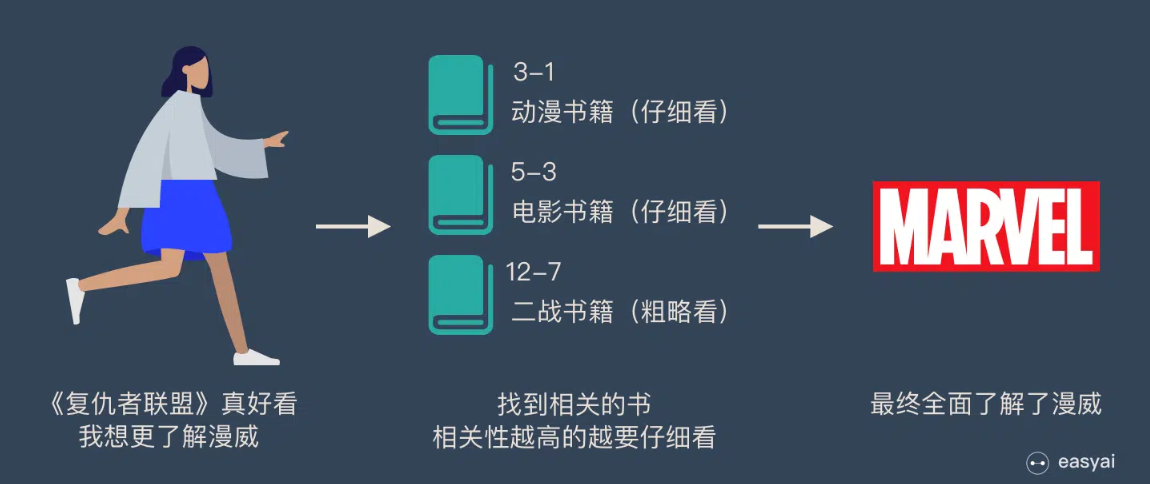 3-1
动漫书籍（仔细看）
5-3
电影书籍（仔细看）
12-7
二战书籍（粗略看）
MARVEL
《复仇者联盟》真好看
我想更了解漫威
找到相关的书
相关性越高的越要仔细看
最终全面了解了漫威
easyai